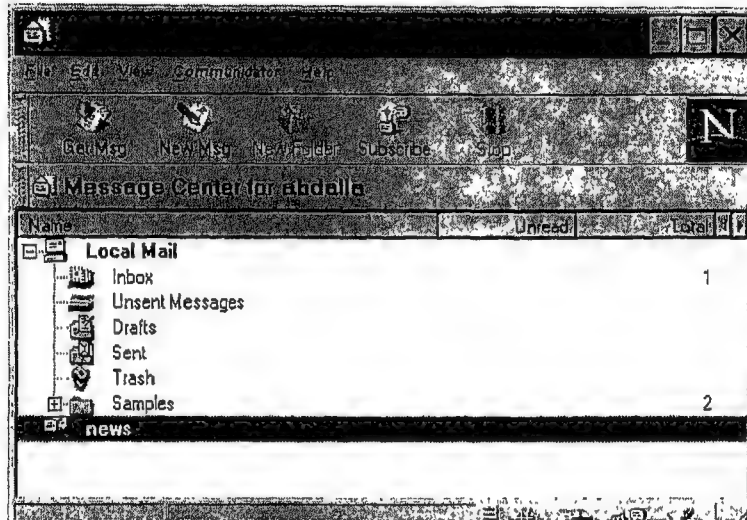 File Edit View Communicator Help
Get Msg New Msg New Folder Subscribe Stop
N
Message Center for abdalla
Name Unread Total
Local Mail
Inbox 1
Unsent Messages
Drafts
Sent
Trash
Samples 2
news